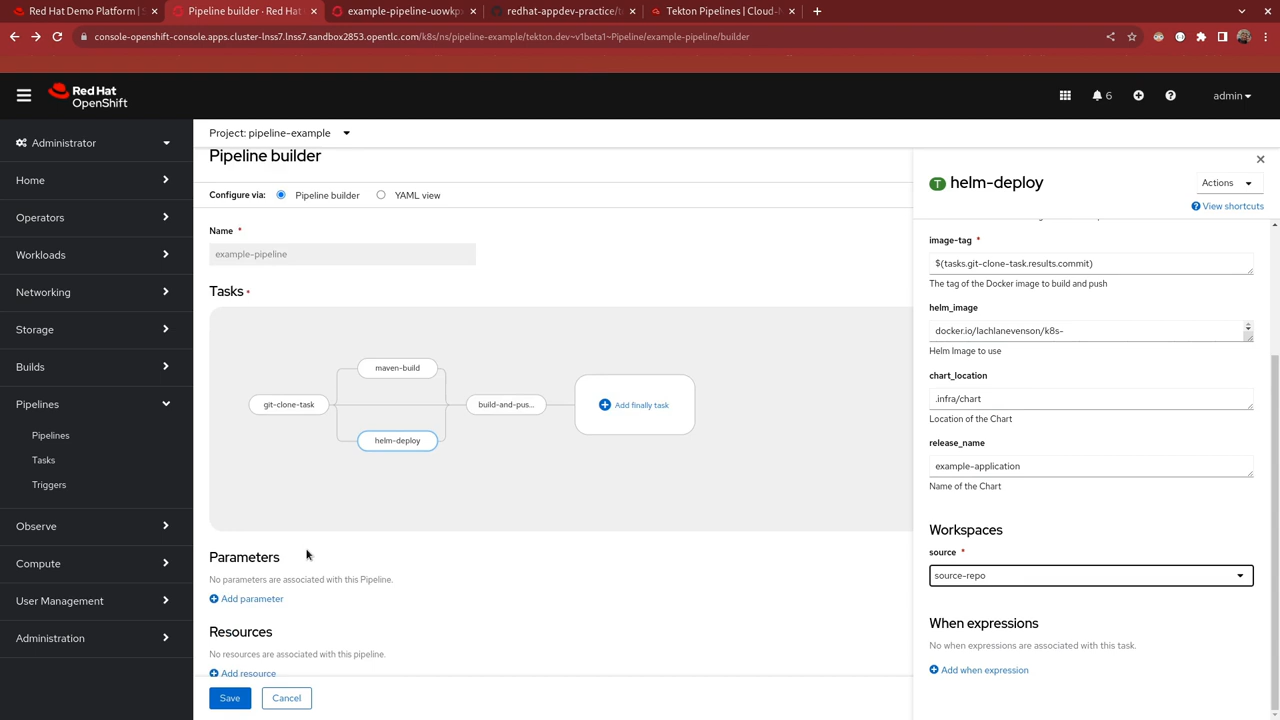 Red Hat Demo Platform | S
Pipeline builder · Red Hat
example-pipeline-uowkp
redhat-appdev-practice/t
Tekton Pipelines | Cloud-N
console-openshift-console.apps.cluster-lnss7.lnss7.sandbox2853.opentlc.com/k8s/ns/pipeline-example/tekton.dev~v1beta1~Pipeline/example-pipeline/builder
Red Hat
OpenShift
6
admin
Administrator
Home
Operators
Workloads
Networking
Storage
Builds
Pipelines
Pipelines
Tasks
Triggers
Observe
Compute
User Management
Administration
Project: pipeline-example
Pipeline builder
Configure via: Pipeline builder YAML view
Name *
example-pipeline
Tasks *
maven-build
git-clone-task
build-and-pus...
Add finally task
helm-deploy
Parameters
No parameters are associated with this Pipeline.
Add parameter
Resources
No resources are associated with this pipeline.
Add resource
Save
Cancel
T helm-deploy
Actions
View shortcuts
image-tag *
$(tasks.git-clone-task.results.commit)
The tag of the Docker image to build and push
helm_image
docker.io/lachlanevenson/k8s-
Helm Image to use
chart_location
.infra/chart
Location of the Chart
release_name
example-application
Name of the Chart
Workspaces
source *
source-repo
When expressions
No when expressions are associated with this task.
Add when expression